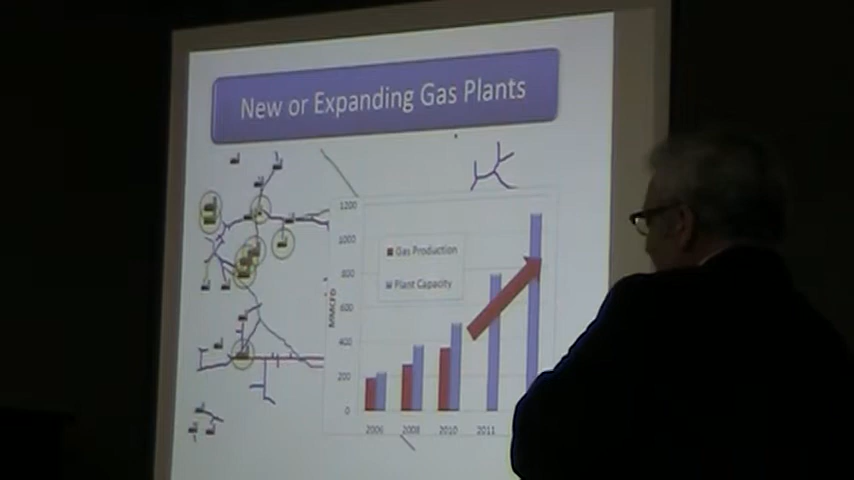 New or Expanding Gas Plants
1200
1000
800
600
400
200
0
MMCFD
Gas Production
Plant Capacity
2006 2008 2010 2011